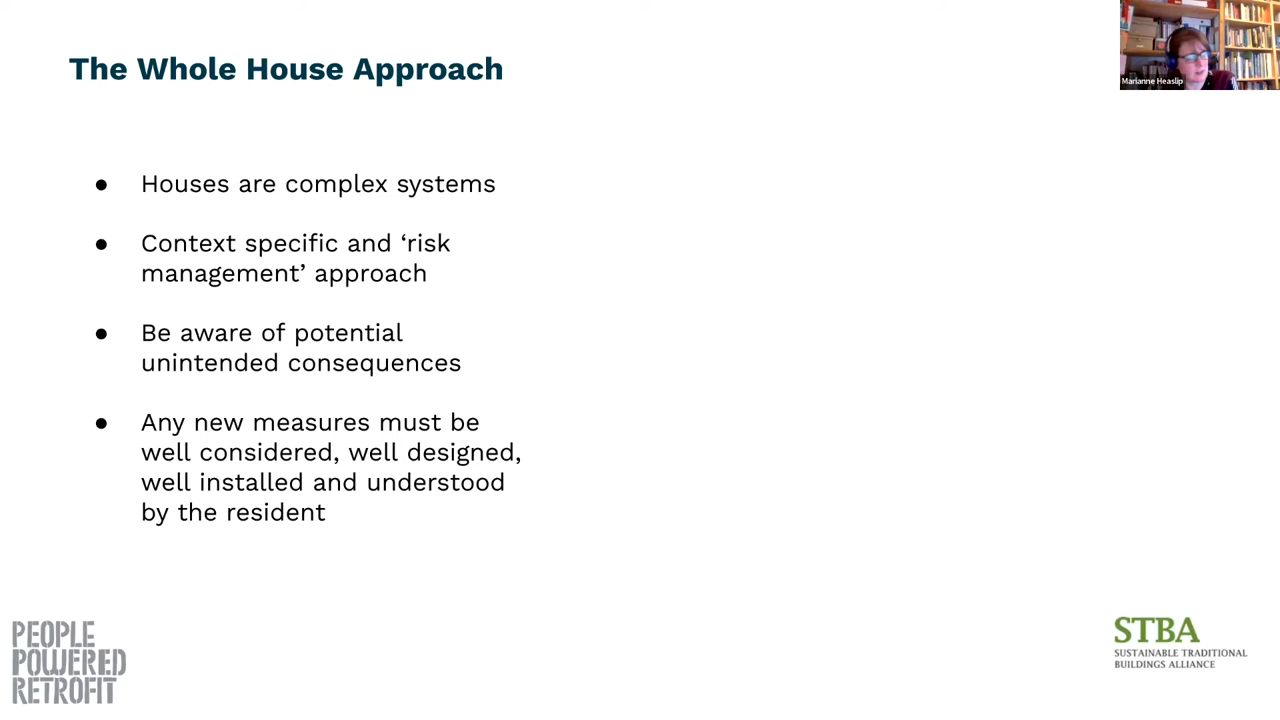 The Whole House Approach
Marianne Heaslip
● Houses are complex systems
● Context specific and ‘risk
management’ approach
● Be aware of potential
unintended consequences
● Any new measures must be
well considered, well designed,
well installed and understood
by the resident
PEOPLE
POWERED
RETROFIT
STBA
SUSTAINABLE TRADITIONAL
BUILDINGS ALLIANCE